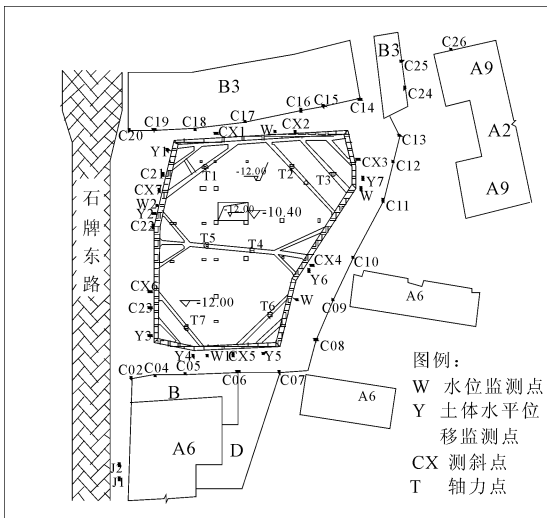 B3
B3
C26
A9
C25
C24
A2
A9
C16
C15
C14
C17
C20
C19
C18
CX1
W
CX2
C13
Y1
C21
T1
-12.00
T2
T3
CX3
C12
Y7
CX7
W
W2
Y2
-12.00
-10.40
C11
C22
T5
T4
CX4
C10
Y6
石牌东路
CX6
-12.00
W
C09
A6
C23
T6
T7
Y3
C08
Y4
W1
CX5
Y5
C02
C04
C05
C06
C07
B
A6
D
A6
J2
J1
图例：
W 水位监测点
Y 土体水平位
移监测点
CX 测斜点
T 轴力点